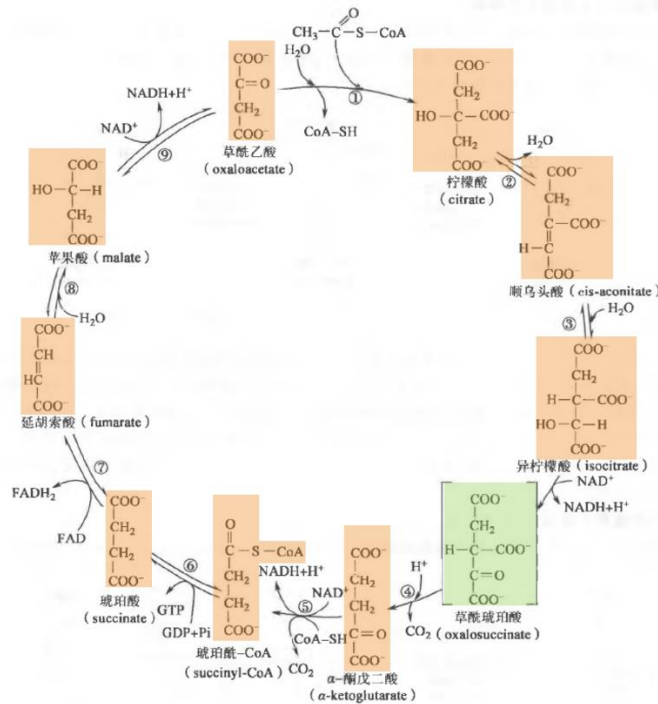 O
CH₃—C—S—CoA
H₂O
①
CoA-SH
COO⁻
C=O
CH₂
COO⁻
草酰乙酸
(oxaloacetate)
COO⁻
CH₂
HO—C—COO⁻
CH₂
COO⁻
柠檬酸
(citrate)
②
H₂O
COO⁻
CH₂
C—COO⁻
H—C
COO⁻
顺乌头酸(cis-aconitate)
③
H₂O
COO⁻
CH₂
H—C—COO⁻
HO—C—H
COO⁻
异柠檬酸(isocitrate)
NAD⁺
NADH+H⁺
COO⁻
CH₂
H—C—COO⁻
C=O
COO⁻
草酰琥珀酸
(oxalosuccinate)
④
H⁺
CO₂
COO⁻
CH₂
CH₂
C=O
COO⁻
α-酮戊二酸
(α-ketoglutarate)
⑤
NAD⁺
NADH+H⁺
CoA-SH
CO₂
O
C—S—CoA
CH₂
CH₂
COO⁻
琥珀酰-CoA
(succinyl-CoA)
⑥
GTP
GDP+Pi
COO⁻
CH₂
CH₂
COO⁻
琥珀酸
(succinate)
⑦
FADH₂
FAD
COO⁻
CH
HC
COO⁻
延胡索酸(fumarate)
⑧
H₂O
COO⁻
HO—C—H
CH₂
COO⁻
苹果酸(malate)
⑨
NAD⁺
NADH+H⁺